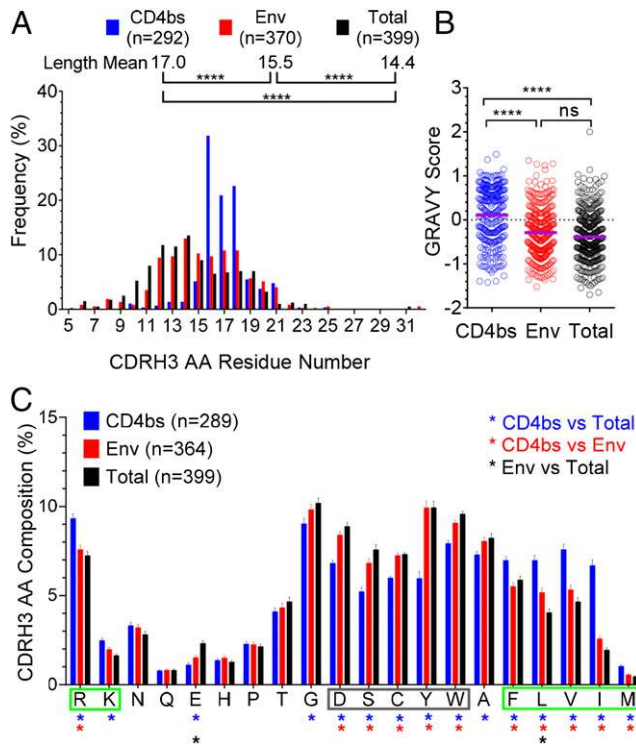 A
CD4bs (n=292)
Env (n=370)
Total (n=399)
Length Mean 17.0 15.5 14.4
**** ****
****
Frequency (%)
40
30
20
10
0
5 7 9 11 13 15 17 19 21 23 25 27 29 31
CDRH3 AA Residue Number
B
****
**** ns
GRAVY Score
3
2
1
0
-1
-2
CD4bs Env Total
C
CD4bs (n=289)
Env (n=364)
Total (n=399)
* CD4bs vs Total
* CD4bs vs Env
* Env vs Total
CDRH3 AA Composition (%)
15
10
5
0
R K N Q E H P T G D S C Y W A F L V I M
* * * * * * * * * * * * * * *
* * * * * * * * * * *
* *